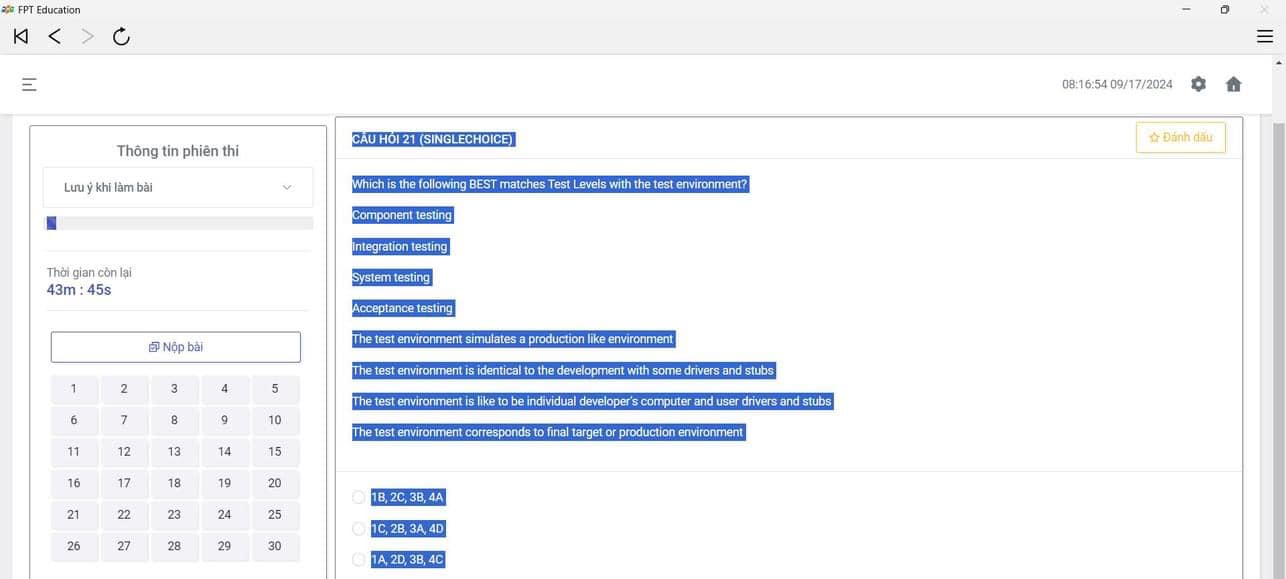 FPT Education
08:16:54 09/17/2024
Thông tin phiên thi
Lưu ý khi làm bài
Thời gian còn lại
43m : 45s
Nộp bài
1 2 3 4 5
6 7 8 9 10
11 12 13 14 15
16 17 18 19 20
21 22 23 24 25
26 27 28 29 30
CÂU HỎI 21 (SINGLECHOICE)
Đánh dấu
Which is the following BEST matches Test Levels with the test environment?
Component testing
Integration testing
System testing
Acceptance testing
The test environment simulates a production like environment
The test environment is identical to the development with some drivers and stubs
The test environment is like to be individual developer's computer and user drivers and stubs
The test environment corresponds to final target or production environment
1B, 2C, 3B, 4A
1C, 2B, 3A, 4D
1A, 2D, 3B, 4C